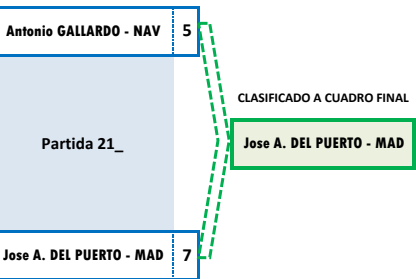 Antonio GALLARDO - NAV 5
CLASIFICADO A CUADRO FINAL
Partida 21_
Jose A. DEL PUERTO - MAD
Jose A. DEL PUERTO - MAD 7